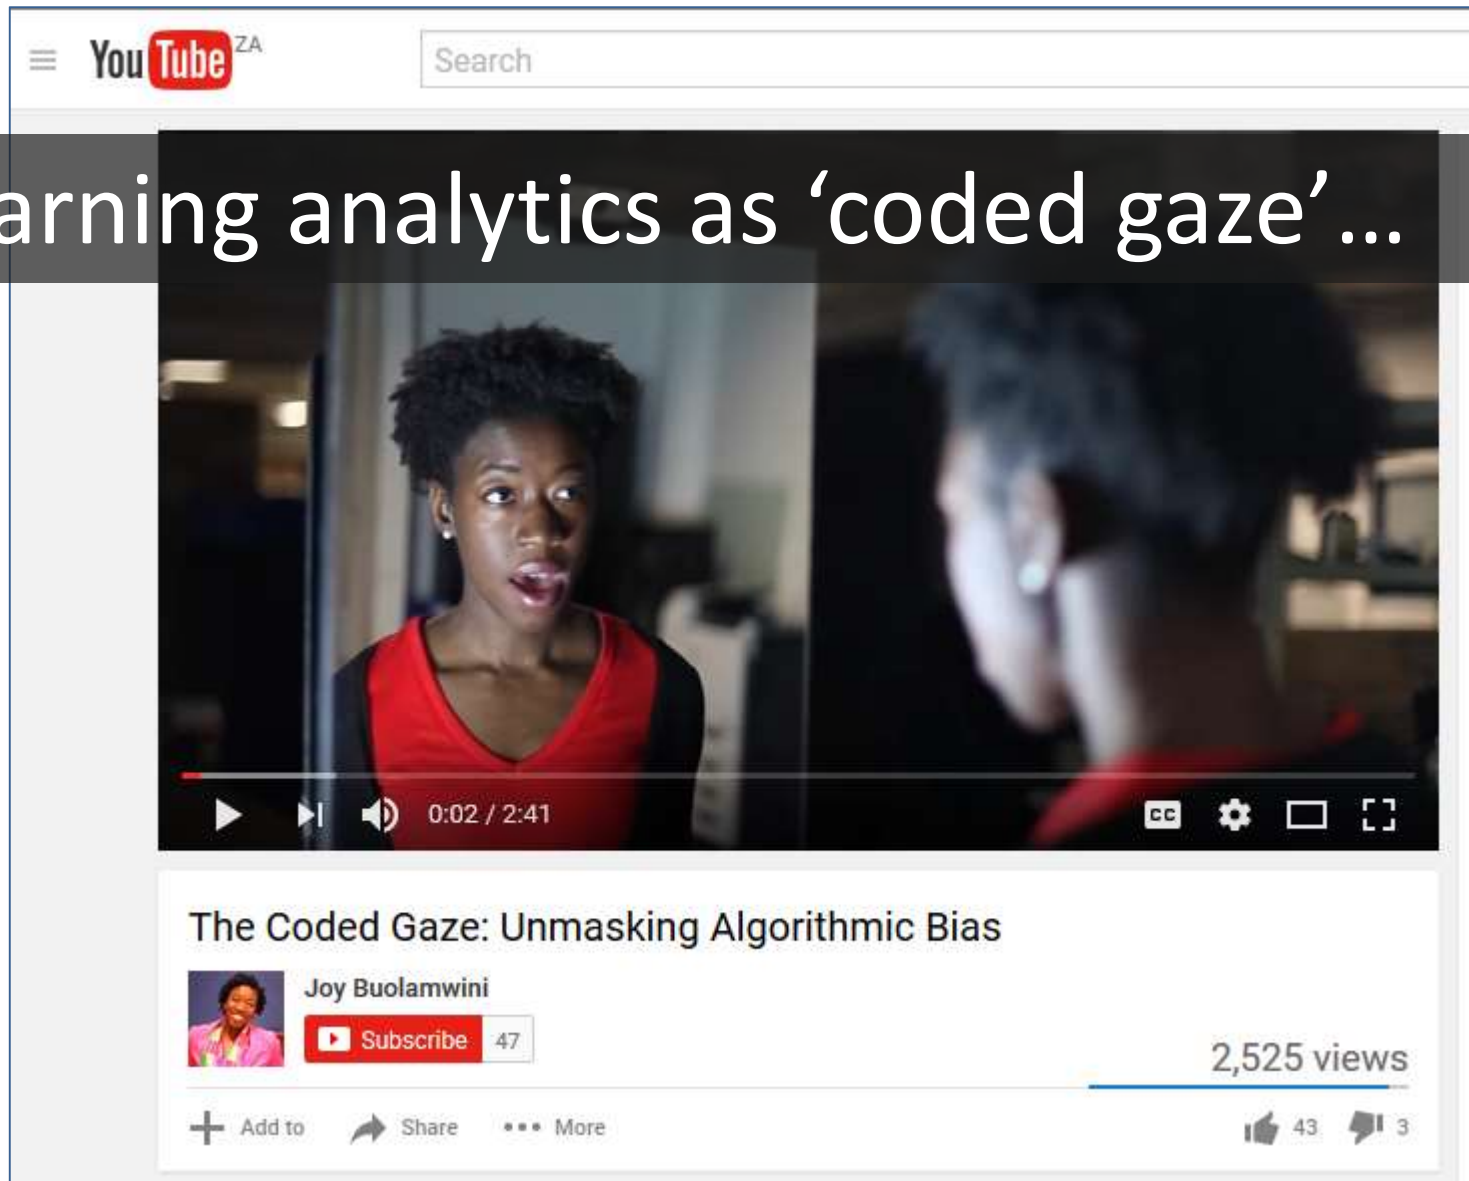 YouTube ZA
Search
arning analytics as ‘coded gaze’...
0:02 / 2:41
CC
The Coded Gaze: Unmasking Algorithmic Bias
Joy Buolamwini
Subscribe 47
2,525 views
Add to Share More
43 3